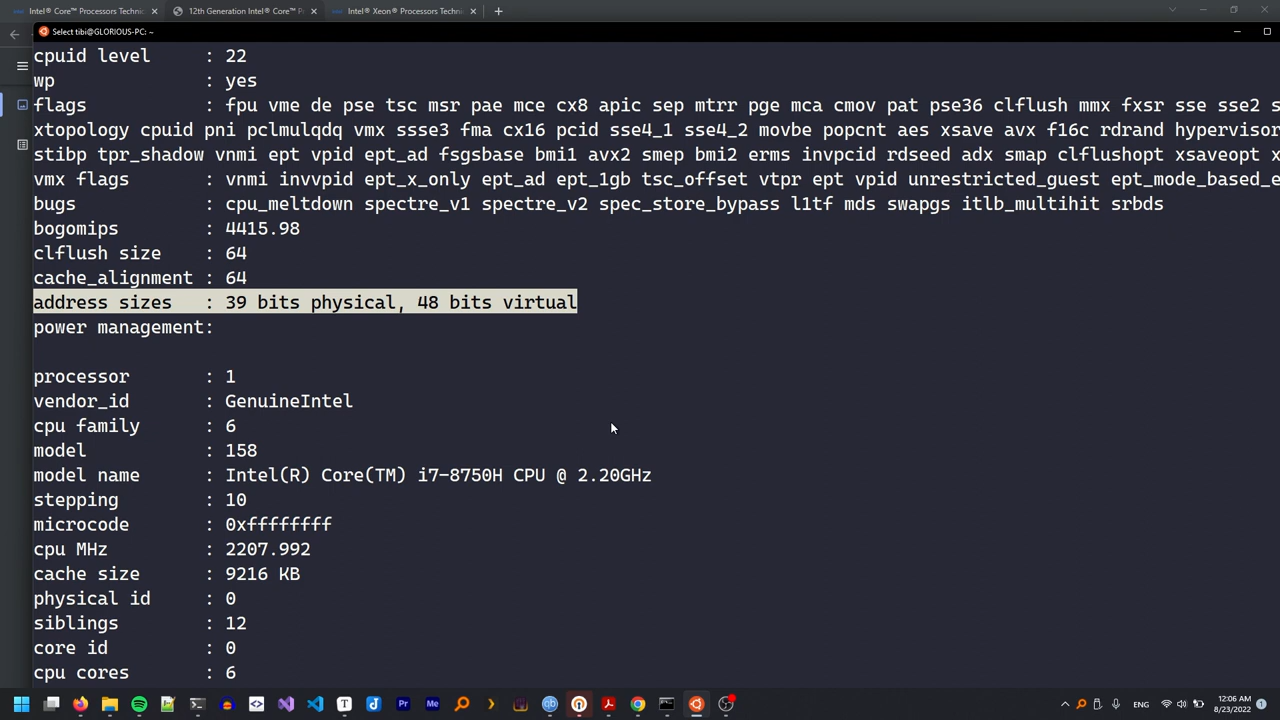 Intel® Core™ Processors Technic
12th Generation Intel® Core™ Pr
Intel® Xeon® Processors Technic
Select tibi@GLORIOUS-PC: ~
cpuid level : 22
wp : yes
flags : fpu vme de pse tsc msr pae mce cx8 apic sep mtrr pge mca cmov pat pse36 clflush mmx fxsr sse sse2 s
xtopology cpuid pni pclmulqdq vmx ssse3 fma cx16 pcid sse4_1 sse4_2 movbe popcnt aes xsave avx f16c rdrand hypervisor
stibp tpr_shadow vnmi ept vpid ept_ad fsgsbase bmi1 avx2 smep bmi2 erms invpcid rdseed adx smap clflushopt xsaveopt x
vmx flags : vnmi invvpid ept_x_only ept_ad ept_1gb tsc_offset vtpr ept vpid unrestricted_guest ept_mode_based_e
bugs : cpu_meltdown spectre_v1 spectre_v2 spec_store_bypass l1tf mds swapgs itlb_multihit srbds
bogomips : 4415.98
clflush size : 64
cache_alignment : 64
address sizes : 39 bits physical, 48 bits virtual
power management:
processor : 1
vendor_id : GenuineIntel
cpu family : 6
model : 158
model name : Intel(R) Core(TM) i7-8750H CPU @ 2.20GHz
stepping : 10
microcode : 0xffffffff
cpu MHz : 2207.992
cache size : 9216 KB
physical id : 0
siblings : 12
core id : 0
cpu cores : 6
T
Pr
Me
qb
ENG
12:06 AM
8/23/2022